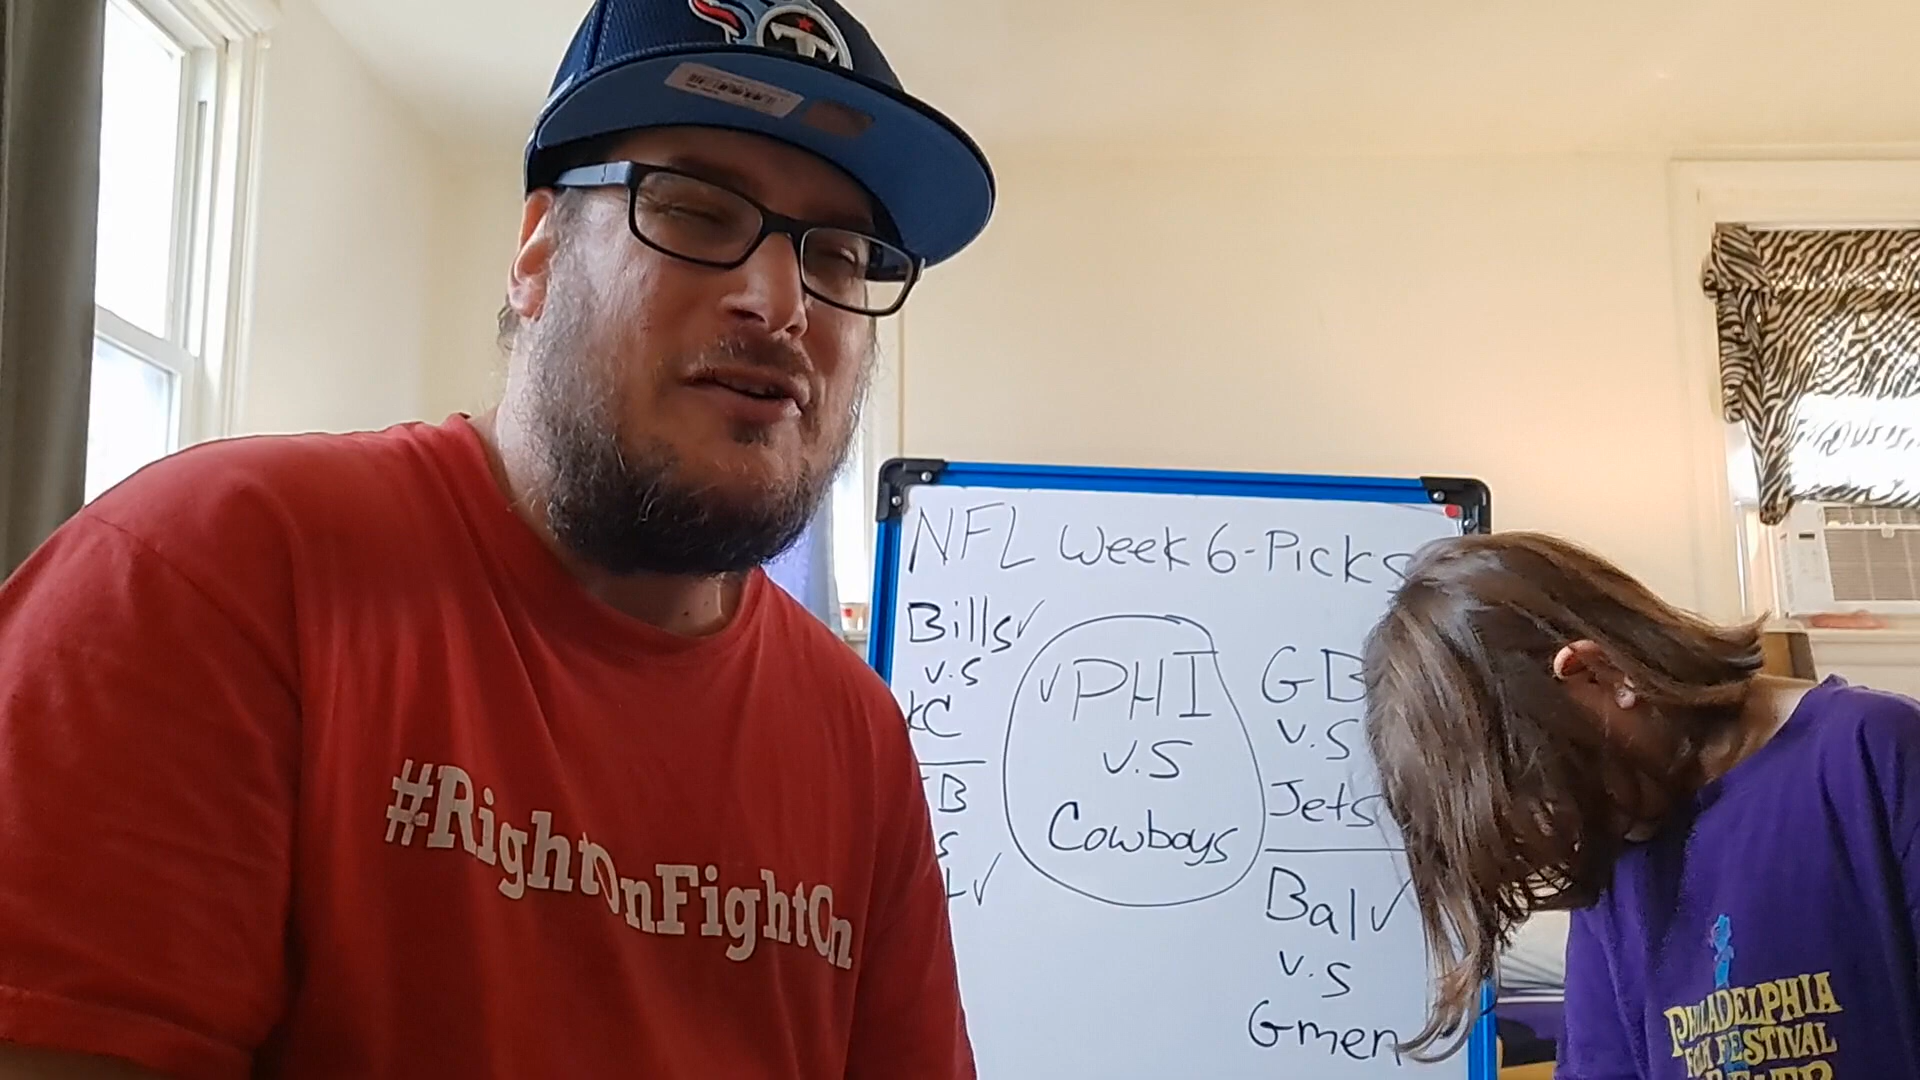 #RightOnFightOn
NFL Week 6-Picks
Bills✓
v.s
KC
B
s
L✓
✓PHI
v.s
Cowboys
GB
v.s
Jets
Bal✓
v.s
Gmen
PHILADELPHIA
FOLK FESTIVAL